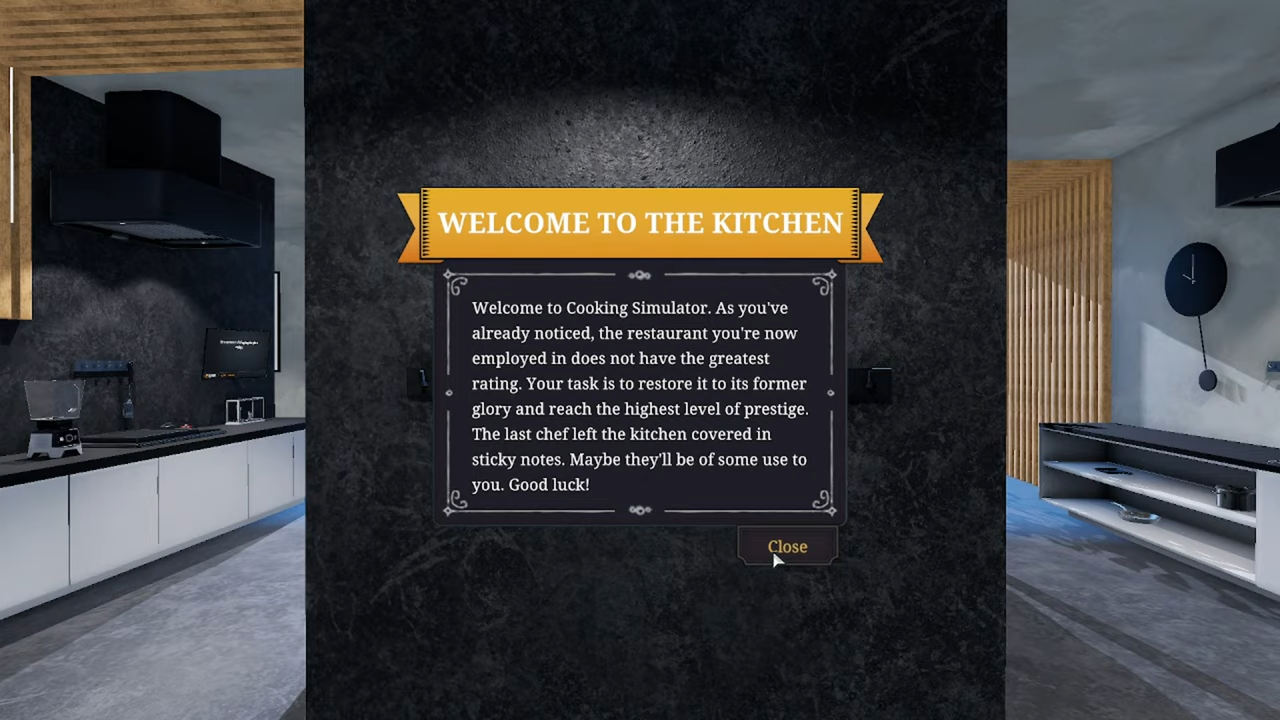 WELCOME TO THE KITCHEN
Welcome to Cooking Simulator. As you've
already noticed, the restaurant you're now
employed in does not have the greatest
rating. Your task is to restore it to its former
glory and reach the highest level of prestige.
The last chef left the kitchen covered in
sticky notes. Maybe they'll be of some use to
you. Good luck!
Close